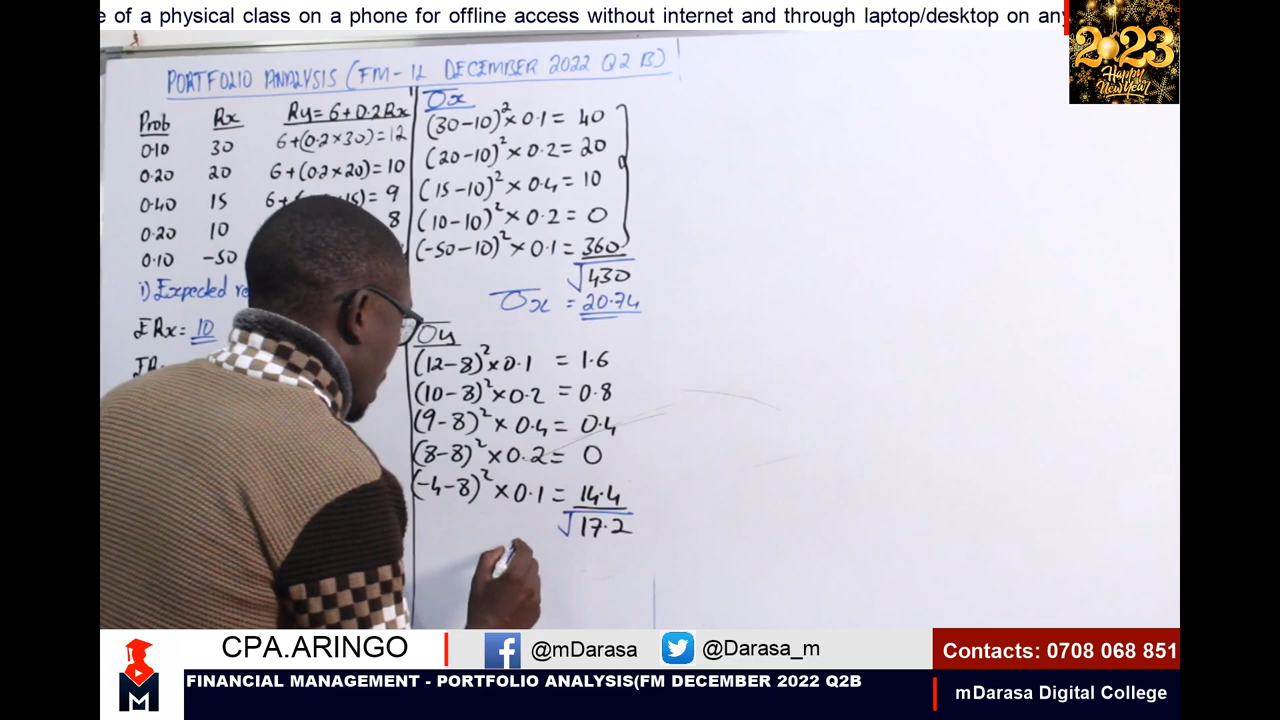 e of a physical class on a phone for offline access without internet and through laptop/desktop on any
2023
Happy
New Year
PORTFOLIO ANALYSIS (FM-12 DECEMBER 2022 Q2 B)
Prob Rx Ry = 6+0.2Rx
0.10 30 6+(0.2×30)=12
0.20 20 6+(0.2×20)=10
0.40 15 6+ ×15)=9
0.20 10 8
0.10 -50
i) Expected re
ERx= 10
σx
(30-10)²×0.1 = 40
(20-10)²×0.2 = 20
(15-10)²×0.4 = 10
(10-10)²×0.2 = 0
(-50-10)²×0.1 = 360
√430
σx = 20.74
σy
(12-8)²×0.1 = 1.6
(10-8)²×0.2 = 0.8
(9-8)²×0.4 = 0.4
(8-8)²×0.2 = 0
(-4-8)²×0.1 = 14.4
√17.2
CPA.ARINGO
@mDarasa
@Darasa_m
Contacts: 0708 068 851
M
FINANCIAL MANAGEMENT - PORTFOLIO ANALYSIS(FM DECEMBER 2022 Q2B
mDarasa Digital College